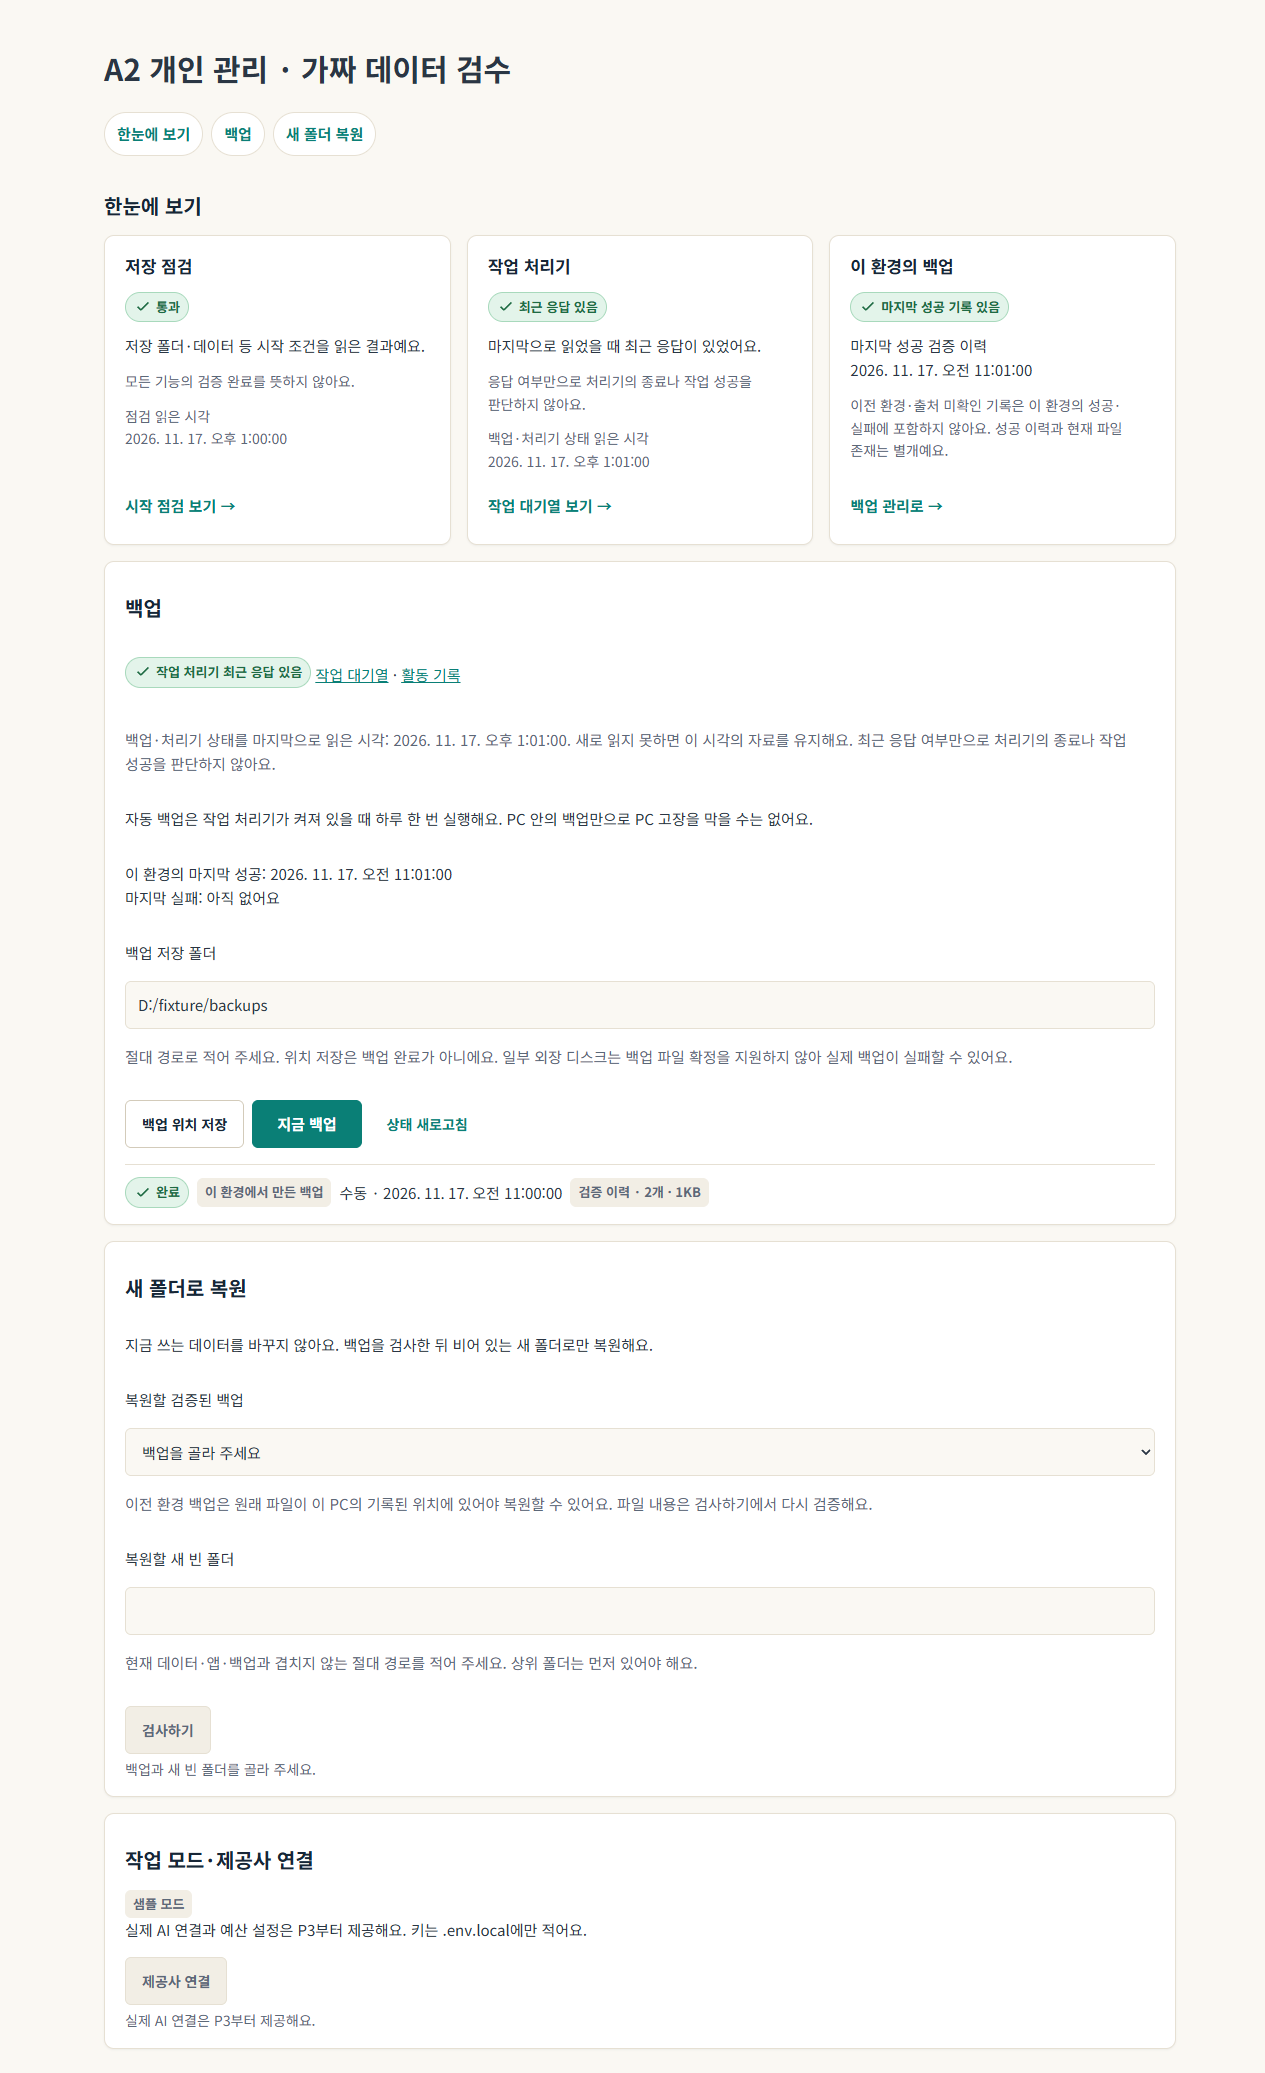 A2 개인 관리 · 가짜 데이터 검수
한눈에 보기
백업
새 폴더 복원
한눈에 보기
저장 점검
통과
저장 폴더·데이터 등 시작 조건을 읽은 결과예요.
모든 기능의 검증 완료를 뜻하지 않아요.
점검 읽은 시각
2026. 11. 17. 오후 1:00:00
시작 점검 보기 →
작업 처리기
최근 응답 있음
마지막으로 읽었을 때 최근 응답이 있었어요.
응답 여부만으로 처리기의 종료나 작업 성공을
판단하지 않아요.
백업·처리기 상태 읽은 시각
2026. 11. 17. 오후 1:01:00
작업 대기열 보기 →
이 환경의 백업
마지막 성공 기록 있음
마지막 성공 검증 이력
2026. 11. 17. 오전 11:01:00
이전 환경·출처 미확인 기록은 이 환경의 성공·
실패에 포함하지 않아요. 성공 이력과 현재 파일
존재는 별개예요.
백업 관리로 →
백업
작업 처리기 최근 응답 있음 작업 대기열 · 활동 기록
백업·처리기 상태를 마지막으로 읽은 시각: 2026. 11. 17. 오후 1:01:00. 새로 읽지 못하면 이 시각의 자료를 유지해요. 최근 응답 여부만으로 처리기의 종료나 작업
성공을 판단하지 않아요.
자동 백업은 작업 처리기가 켜져 있을 때 하루 한 번 실행해요. PC 안의 백업만으로 PC 고장을 막을 수는 없어요.
이 환경의 마지막 성공: 2026. 11. 17. 오전 11:01:00
마지막 실패: 아직 없어요
백업 저장 폴더
D:/fixture/backups
절대 경로로 적어 주세요. 위치 저장은 백업 완료가 아니에요. 일부 외장 디스크는 백업 파일 확정을 지원하지 않아 실제 백업이 실패할 수 있어요.
백업 위치 저장
지금 백업
상태 새로고침
완료 이 환경에서 만든 백업 수동 · 2026. 11. 17. 오전 11:00:00 검증 이력 · 2개 · 1KB
새 폴더로 복원
지금 쓰는 데이터를 바꾸지 않아요. 백업을 검사한 뒤 비어 있는 새 폴더로만 복원해요.
복원할 검증된 백업
백업을 골라 주세요
이전 환경 백업은 원래 파일이 이 PC의 기록된 위치에 있어야 복원할 수 있어요. 파일 내용은 검사하기에서 다시 검증해요.
복원할 새 빈 폴더
현재 데이터·앱·백업과 겹치지 않는 절대 경로를 적어 주세요. 상위 폴더는 먼저 있어야 해요.
검사하기
백업과 새 빈 폴더를 골라 주세요.
작업 모드·제공사 연결
샘플 모드
실제 AI 연결과 예산 설정은 P3부터 제공해요. 키는 .env.local에만 적어요.
제공사 연결
실제 AI 연결은 P3부터 제공해요.